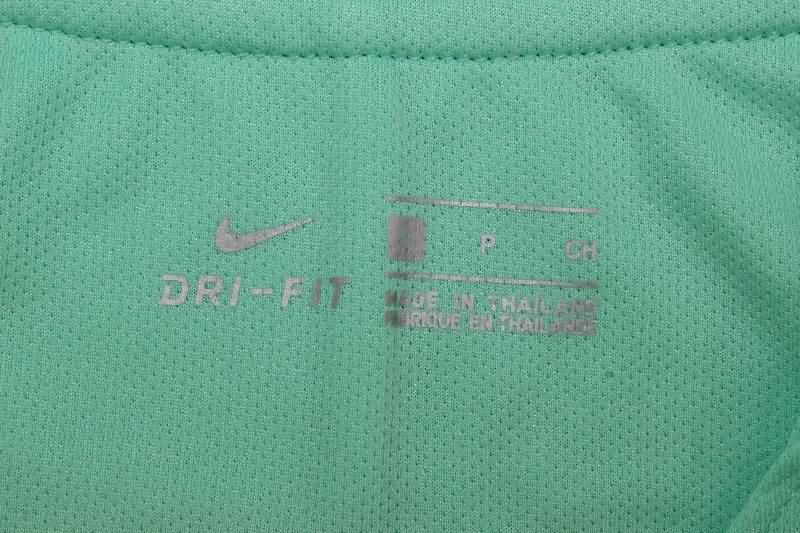 DRI-FIT
P CH
MADE IN THAILAND
FABRIQUE EN THAILANDE